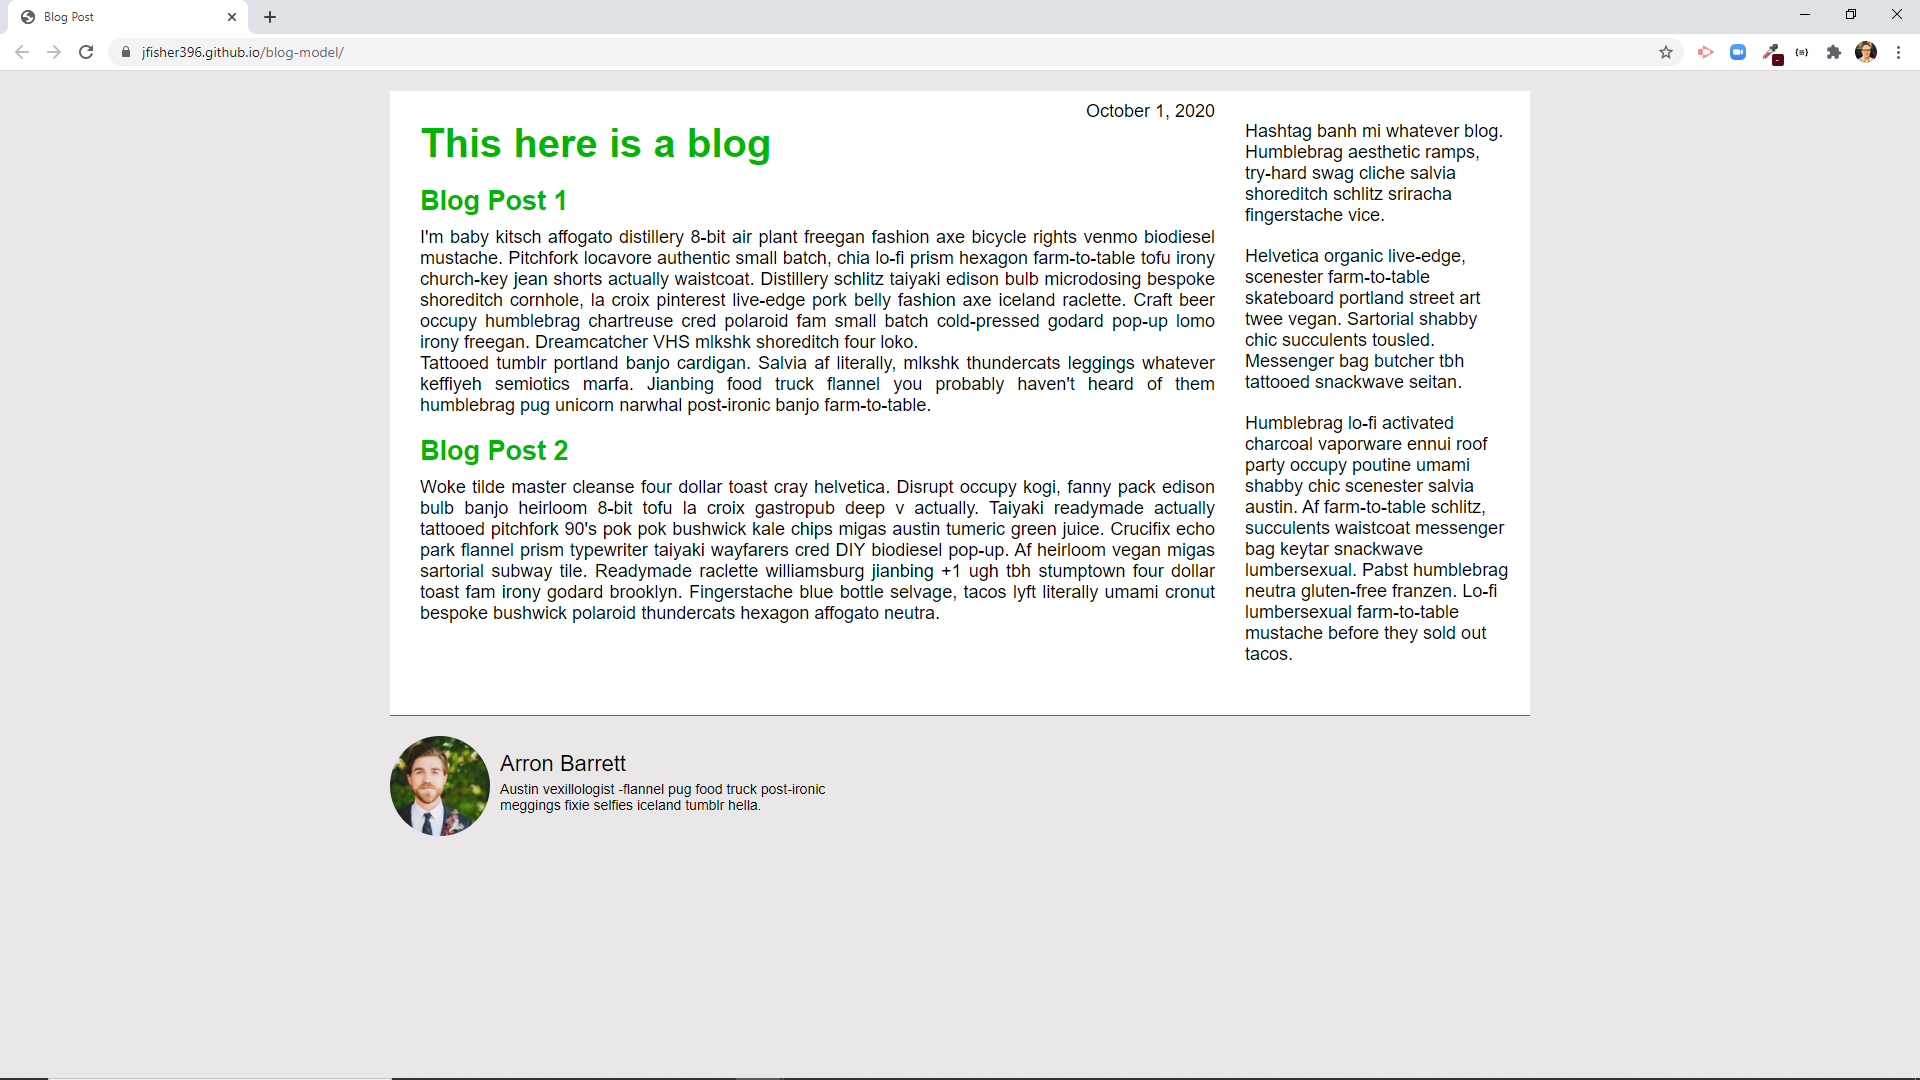 Blog Post
jfisher396.github.io/blog-model/
October 1, 2020
This here is a blog
Blog Post 1
I'm baby kitsch affogato distillery 8-bit air plant freegan fashion axe bicycle rights venmo biodiesel
mustache. Pitchfork locavore authentic small batch, chia lo-fi prism hexagon farm-to-table tofu irony
church-key jean shorts actually waistcoat. Distillery schlitz taiyaki edison bulb microdosing bespoke
shoreditch cornhole, la croix pinterest live-edge pork belly fashion axe iceland raclette. Craft beer
occupy humblebrag chartreuse cred polaroid fam small batch cold-pressed godard pop-up lomo
irony freegan. Dreamcatcher VHS mlkshk shoreditch four loko.
Tattooed tumblr portland banjo cardigan. Salvia af literally, mlkshk thundercats leggings whatever
keffiyeh semiotics marfa. Jianbing food truck flannel you probably haven't heard of them
humblebrag pug unicorn narwhal post-ironic banjo farm-to-table.
Blog Post 2
Woke tilde master cleanse four dollar toast cray helvetica. Disrupt occupy kogi, fanny pack edison
bulb banjo heirloom 8-bit tofu la croix gastropub deep v actually. Taiyaki readymade actually
tattooed pitchfork 90's pok pok bushwick kale chips migas austin tumeric green juice. Crucifix echo
park flannel prism typewriter taiyaki wayfarers cred DIY biodiesel pop-up. Af heirloom vegan migas
sartorial subway tile. Readymade raclette williamsburg jianbing +1 ugh tbh stumptown four dollar
toast fam irony godard brooklyn. Fingerstache blue bottle selvage, tacos lyft literally umami cronut
bespoke bushwick polaroid thundercats hexagon affogato neutra.
Hashtag banh mi whatever blog.
Humblebrag aesthetic ramps,
try-hard swag cliche salvia
shoreditch schlitz sriracha
fingerstache vice.
Helvetica organic live-edge,
scenester farm-to-table
skateboard portland street art
twee vegan. Sartorial shabby
chic succulents tousled.
Messenger bag butcher tbh
tattooed snackwave seitan.
Humblebrag lo-fi activated
charcoal vaporware ennui roof
party occupy poutine umami
shabby chic scenester salvia
austin. Af farm-to-table schlitz,
succulents waistcoat messenger
bag keytar snackwave
lumbersexual. Pabst humblebrag
neutra gluten-free franzen. Lo-fi
lumbersexual farm-to-table
mustache before they sold out
tacos.
Arron Barrett
Austin vexillologist -flannel pug food truck post-ironic
meggings fixie selfies iceland tumblr hella.